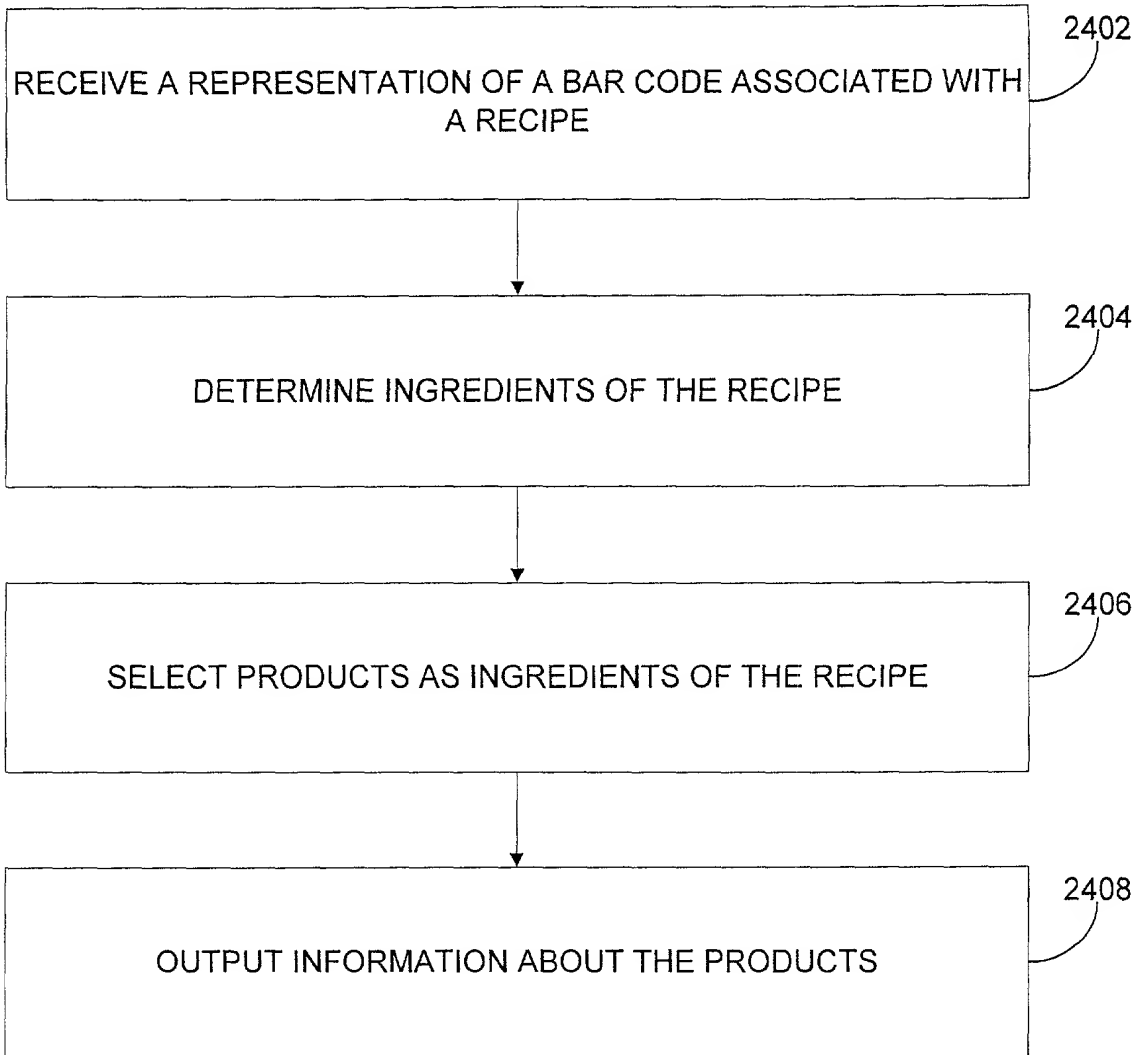 2402
RECEIVE A REPRESENTATION OF A BAR CODE ASSOCIATED WITH
A RECIPE
2404
DETERMINE INGREDIENTS OF THE RECIPE
2406
SELECT PRODUCTS AS INGREDIENTS OF THE RECIPE
2408
OUTPUT INFORMATION ABOUT THE PRODUCTS